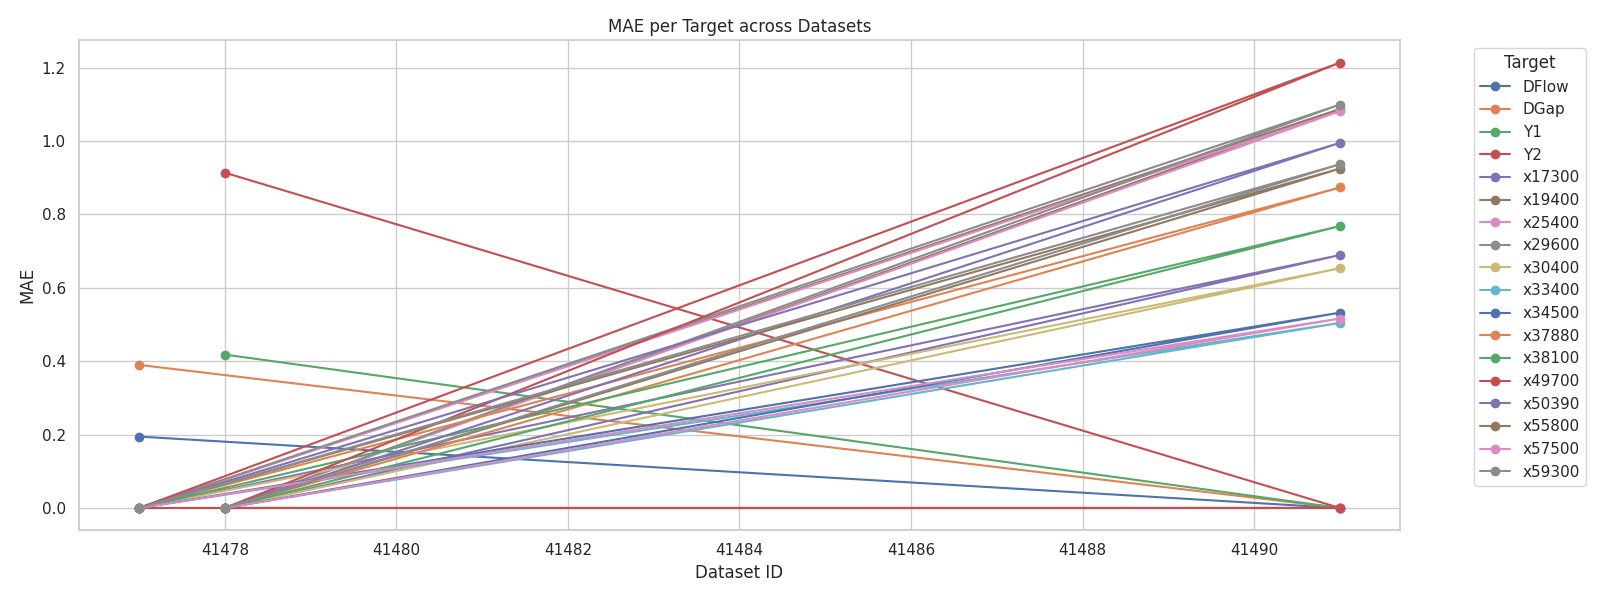 MAE per Target across Datasets
MAE
1.2
1.0
0.8
0.6
0.4
0.2
0.0
41478
41480
41482
41484
41486
41488
41490
Dataset ID
Target
DFlow
DGap
Y1
Y2
x17300
x19400
x25400
x29600
x30400
x33400
x34500
x37880
x38100
x49700
x50390
x55800
x57500
x59300